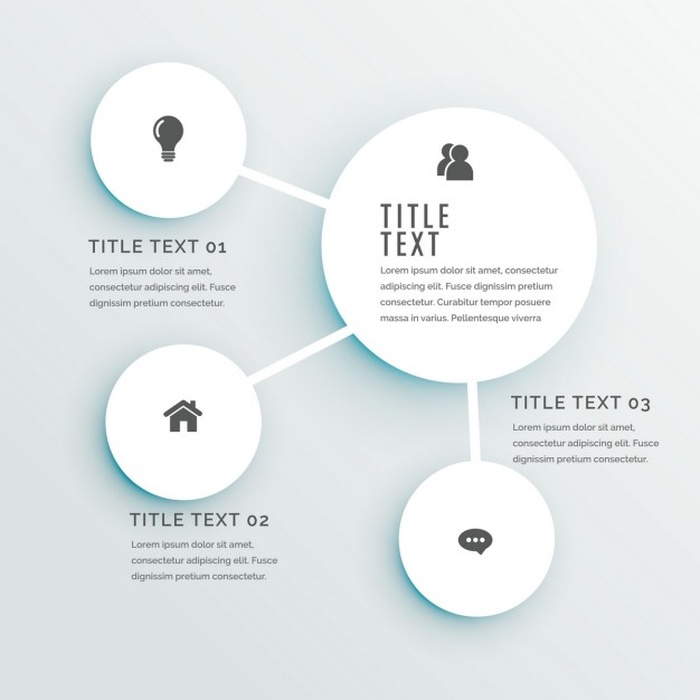 TITLE
TEXT
Lorem ipsum dolor sit amet, consectetur
adipiscing elit. Fusce dignissim pretium
consectetur. Curabitur tempor posuere
massa in varius. Pellentesque viverra
TITLE TEXT 01
Lorem ipsum dolor sit amet,
consectetur adipiscing elit. Fusce
dignissim pretium consectetur.
TITLE TEXT 02
Lorem ipsum dolor sit amet,
consectetur adipiscing elit. Fusce
dignissim pretium consectetur.
TITLE TEXT 03
Lorem ipsum dolor sit amet,
consectetur adipiscing elit. Fusce
dignissim pretium consectetur.